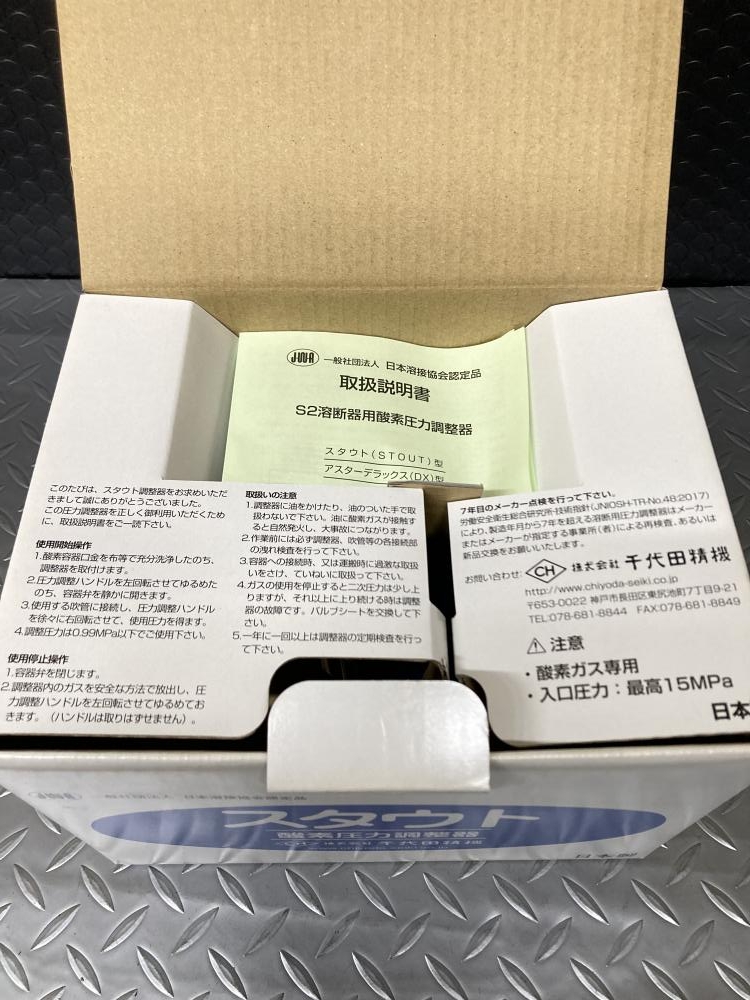 JWA 一般社団法人 日本溶接協会認定品
取扱説明書
S2溶断器用酸素圧力調整器
スタウト(STOUT)型
アスターデラックス(DX)型
このたびは、スタウト調整器をお求めいただ
きまして誠にありがとうございました。
この圧力調整器を正しく御利用いただくため
に、取扱説明書をご一読下さい。
使用開始操作
1.酸素容器口金を布等で充分洗浄したのち、
調整器を取付けます。
2.圧力調整ハンドルを左回転させてゆるめた
のち、容器弁を静かに開きます。
3.使用する吹管に接続し、圧力調整ハンドル
を徐々に右回転させて、使用圧力を得ます。
4.調整圧力は0.99MPa以下でご使用下さい。
使用停止操作
1.容器弁を閉じます。
2.調整器内のガスを安全な方法で放出し、圧
力調整ハンドルを左回転させてゆるめてお
きます。(ハンドルは取りはずせません)。
取扱いの注意
1.調整器に油をかけたり、油のついた手で取
扱わないで下さい。油に酸素ガスが接触す
ると自然発火し、大事故につながります。
2.作業前には必ず調整器、吹管等の各接続部
の洩れ検査を行って下さい。
3.容器への接続時、又は運搬時に過激な取扱
いをさけ、ていねいに取扱って下さい。
4.ガスの使用を停止すると二次圧力は少し上
りますが、それ以上に上り続ける時は調整
器の故障です。バルブシートを交換して下
さい。
5.一年に一回以上は調整器の定期検査を行っ
て下さい。
7年目のメーカー点検を行って下さい。
労働安全衛生総合研究所技術指針(JNIOSH-TR-No.48:2017)
により、製造年月から7年を超える溶断用圧力調整器はメーカー
またはメーカーが指定する事業所(者)による再検査、あるいは
新品交換をお願いいたします。
お問い合わせ: CH 株式会社 千代田精機
http://www.chiyoda-seiki.co.jp
〒653-0022 神戸市長田区東尻池町7丁目9-21
TEL:078-681-8844 FAX:078-681-8849
⚠注意
・酸素ガス専用
・入口圧力：最高15MPa
日本
一般社団法人 日本溶接協会認定品
スタウト
酸素圧力調整器
株式会社 千代田精機
日本製